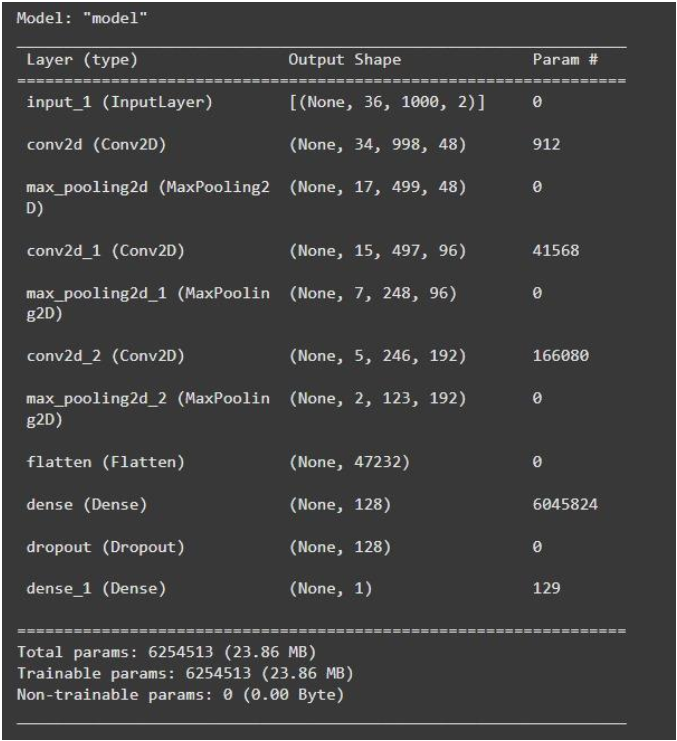 Model: "model"
Layer (type) Output Shape Param #
=================================================================
input_1 (InputLayer) [(None, 36, 1000, 2)] 0
conv2d (Conv2D) (None, 34, 998, 48) 912
max_pooling2d (MaxPooling2 (None, 17, 499, 48) 0
D)
conv2d_1 (Conv2D) (None, 15, 497, 96) 41568
max_pooling2d_1 (MaxPoolin (None, 7, 248, 96) 0
g2D)
conv2d_2 (Conv2D) (None, 5, 246, 192) 166080
max_pooling2d_2 (MaxPoolin (None, 2, 123, 192) 0
g2D)
flatten (Flatten) (None, 47232) 0
dense (Dense) (None, 128) 6045824
dropout (Dropout) (None, 128) 0
dense_1 (Dense) (None, 1) 129
=================================================================
Total params: 6254513 (23.86 MB)
Trainable params: 6254513 (23.86 MB)
Non-trainable params: 0 (0.00 Byte)